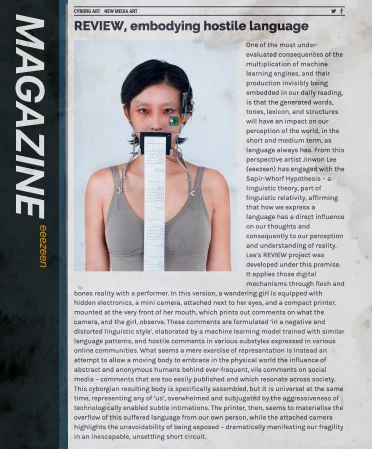 MAGAZINE
eeezeen
CYBORG ART NEW MEDIA ART
REVIEW, embodying hostile language
One of the most under-
evaluated consequences of the
multiplication of machine
learning engines, and their
production invisibly being
embedded in our daily reading,
is that the generated words,
tones, lexicon, and structures
will have an impact on our
perception of the world, in the
short and medium term, as
language always has. From this
perspective artist Jinwon Lee
(eeezeen) has engaged with the
Sapir-Whorf Hypothesis – a
linguistic theory, part of
linguistic relativity, affirming
that how we express a
language has a direct influence
on our thoughts and
consequently to our perception
and understanding of reality.
Lee's REVIEW project was
developed under this premise.
It applies those digital
mechanisms through flesh and
bones reality with a performer. In this version, a wandering girl is equipped with
hidden electronics, a mini camera, attached next to her eyes, and a compact printer,
mounted at the very front of her mouth, which prints out comments on what the
camera, and the girl, observe. These comments are formulated 'in a negative and
distorted linguistic style', elaborated by a machine learning model trained with similar
language patterns, and hostile comments in various substyles expressed in various
online communities. What seems a mere exercise of representation is instead an
attempt to allow a moving body to embrace in the physical world the influence of
abstract and anonymous humans behind ever-frequent, vile comments on social
media – comments that are too easily published and which resonate across society.
This cyborgian resulting body is specifically assembled, but it is universal at the same
time, representing any of 'us', overwhelmed and subjugated by the aggressiveness of
technologically enabled subtle intimations. The printer, then, seems to materialise the
overflow of this suffered language from our own person, while the attached camera
highlights the unavoidability of being exposed – dramatically manifesting our fragility
in an inescapable, unsettling short circuit.